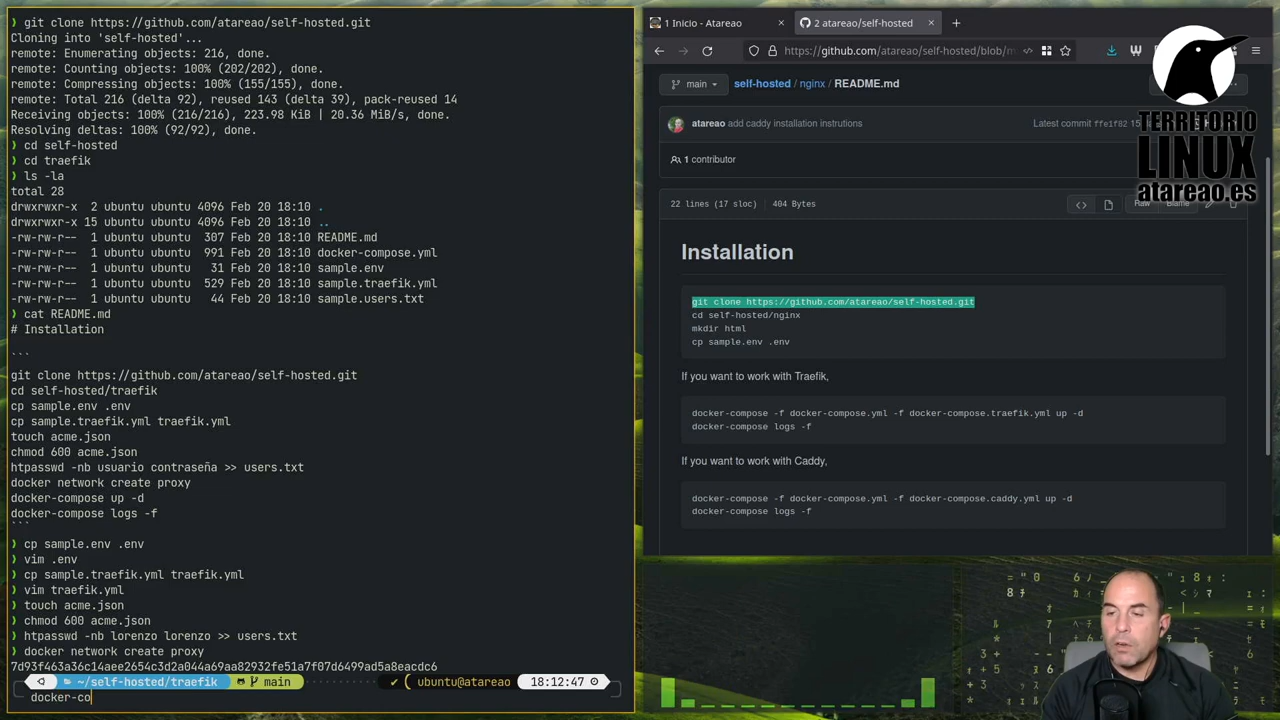 ❯ git clone https://github.com/atareao/self-hosted.git
Cloning into 'self-hosted'...
remote: Enumerating objects: 216, done.
remote: Counting objects: 100% (202/202), done.
remote: Compressing objects: 100% (155/155), done.
remote: Total 216 (delta 92), reused 143 (delta 39), pack-reused 14
Receiving objects: 100% (216/216), 223.98 KiB | 20.36 MiB/s, done.
Resolving deltas: 100% (92/92), done.
❯ cd self-hosted
❯ cd traefik
❯ ls -la
total 28
drwxrwxr-x 2 ubuntu ubuntu 4096 Feb 20 18:10 .
drwxrwxr-x 15 ubuntu ubuntu 4096 Feb 20 18:10 ..
-rw-rw-r-- 1 ubuntu ubuntu 307 Feb 20 18:10 README.md
-rw-rw-r-- 1 ubuntu ubuntu 991 Feb 20 18:10 docker-compose.yml
-rw-rw-r-- 1 ubuntu ubuntu 31 Feb 20 18:10 sample.env
-rw-rw-r-- 1 ubuntu ubuntu 529 Feb 20 18:10 sample.traefik.yml
-rw-rw-r-- 1 ubuntu ubuntu 44 Feb 20 18:10 sample.users.txt
❯ cat README.md
# Installation
```
git clone https://github.com/atareao/self-hosted.git
cd self-hosted/traefik
cp sample.env .env
cp sample.traefik.yml traefik.yml
touch acme.json
chmod 600 acme.json
htpasswd -nb usuario contraseña >> users.txt
docker network create proxy
docker-compose up -d
docker-compose logs -f
```
❯ cp sample.env .env
❯ vim .env
❯ cp sample.traefik.yml traefik.yml
❯ vim traefik.yml
❯ touch acme.json
❯ chmod 600 acme.json
❯ htpasswd -nb lorenzo lorenzo >> users.txt
❯ docker network create proxy
7d93f463a36c14aee2654c3d2a044a69aa82932fe51a7f07d6499ad5a8eacdc6
~/self-hosted/traefik main ✔ ubuntu@atareao 18:12:47
docker-co
1 Inicio - Atareao × 2 atareao/self-hosted × +
https://github.com/atareao/self-hosted/blob/m
main self-hosted / nginx / README.md
atareao add caddy installation instrutions Latest commit ffe1f82
1 contributor
22 lines (17 sloc) 404 Bytes Raw Blame
Installation
git clone https://github.com/atareao/self-hosted.git
cd self-hosted/nginx
mkdir html
cp sample.env .env
If you want to work with Traefik,
docker-compose -f docker-compose.yml -f docker-compose.traefik.yml up -d
docker-compose logs -f
If you want to work with Caddy,
docker-compose -f docker-compose.yml -f docker-compose.caddy.yml up -d
docker-compose logs -f
TERRITORIO
LINUX
atareao.es